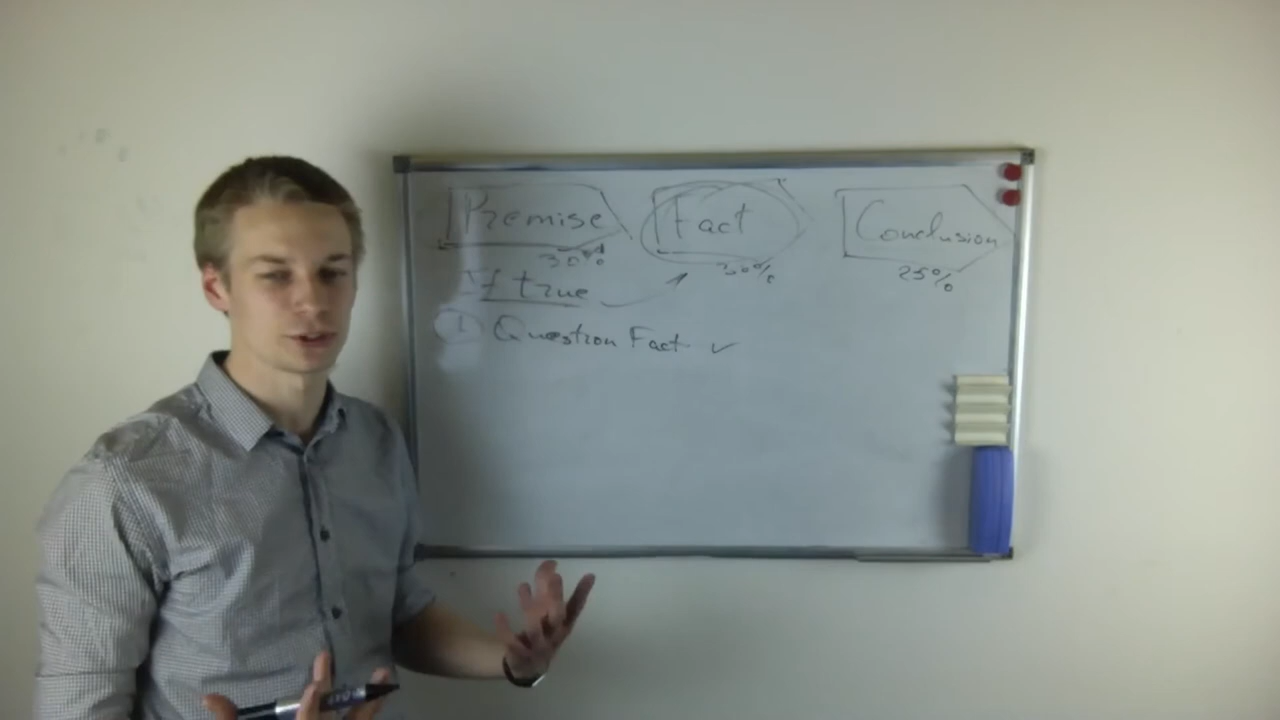 Premise Fact Conclusion
30% 30% 25%
If true
1 Question Fact ✓